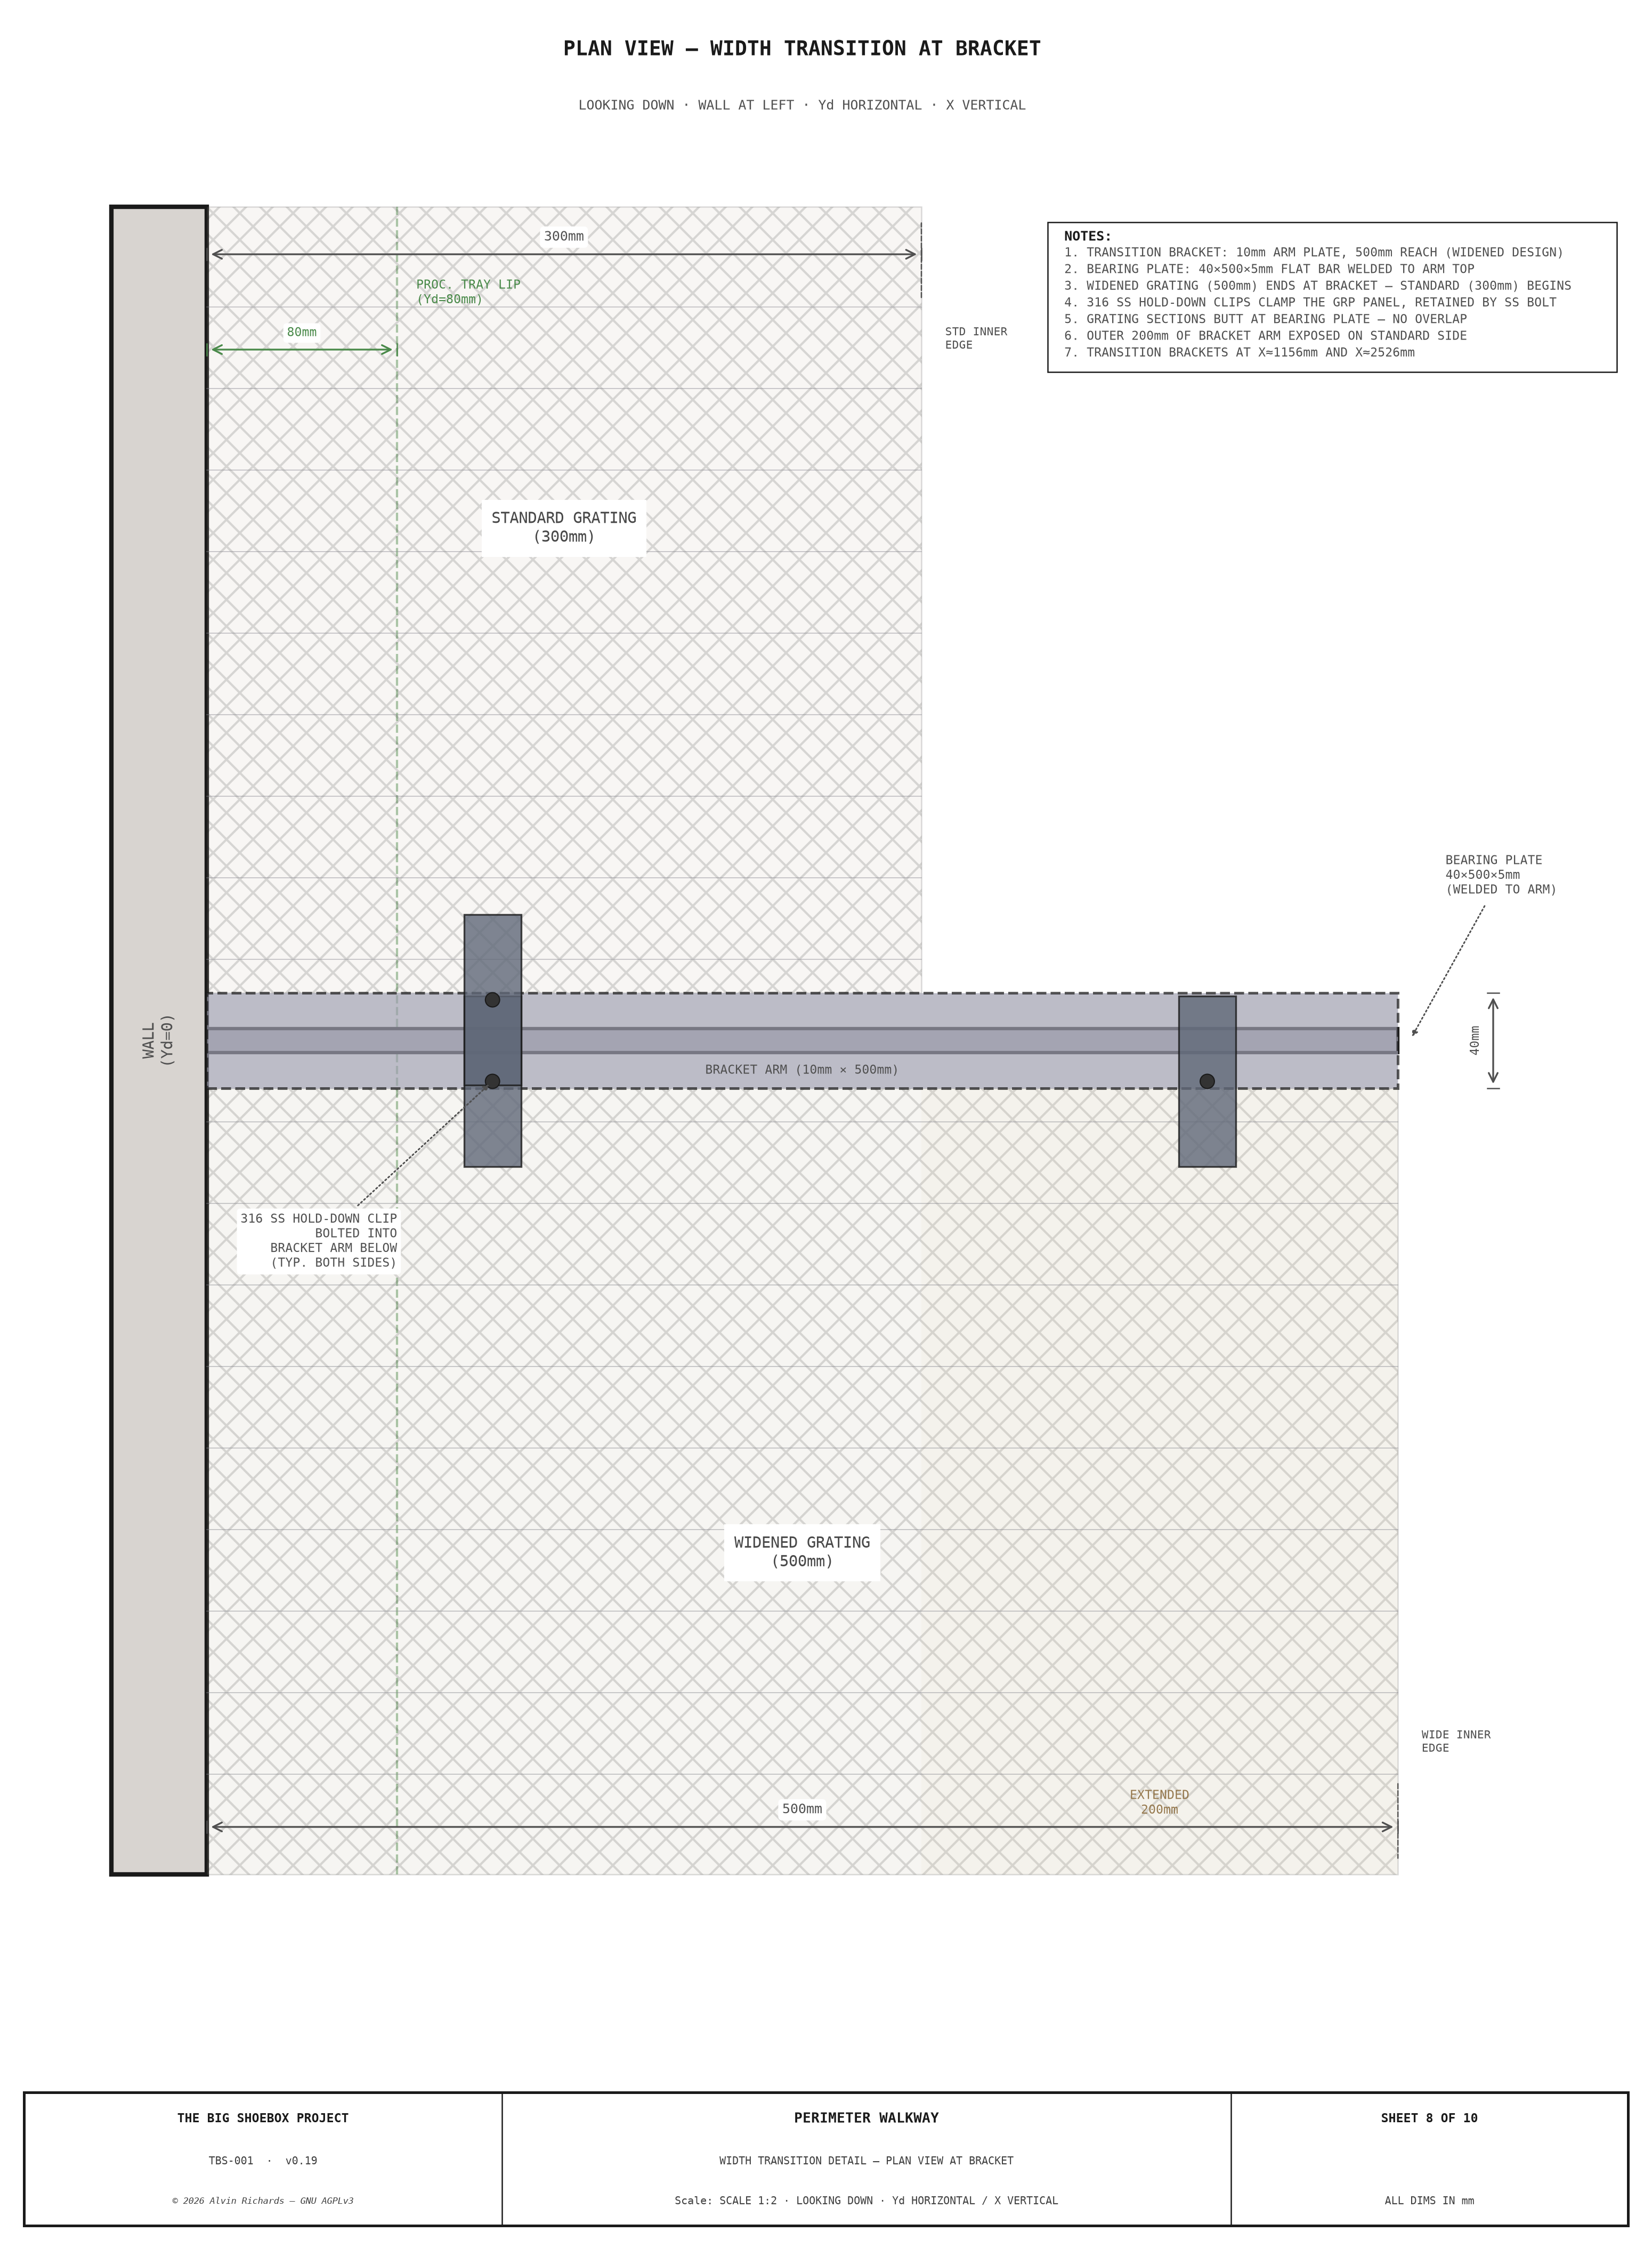 PLAN VIEW — WIDTH TRANSITION AT BRACKET
LOOKING DOWN · WALL AT LEFT · Yd HORIZONTAL · X VERTICAL
300mm
PROC. TRAY LIP
(Yd=80mm)
80mm
STD INNER
EDGE
NOTES:
1. TRANSITION BRACKET: 10mm ARM PLATE, 500mm REACH (WIDENED DESIGN)
2. BEARING PLATE: 40×500×5mm FLAT BAR WELDED TO ARM TOP
3. WIDENED GRATING (500mm) ENDS AT BRACKET — STANDARD (300mm) BEGINS
4. 316 SS HOLD-DOWN CLIPS CLAMP THE GRP PANEL, RETAINED BY SS BOLT
5. GRATING SECTIONS BUTT AT BEARING PLATE — NO OVERLAP
6. OUTER 200mm OF BRACKET ARM EXPOSED ON STANDARD SIDE
7. TRANSITION BRACKETS AT X≈1156mm AND X≈2526mm
STANDARD GRATING
(300mm)
BEARING PLATE
40×500×5mm
(WELDED TO ARM)
WALL
(Yd=0)
40mm
BRACKET ARM (10mm × 500mm)
316 SS HOLD-DOWN CLIP
BOLTED INTO
BRACKET ARM BELOW
(TYP. BOTH SIDES)
WIDENED GRATING
(500mm)
WIDE INNER
EDGE
EXTENDED
200mm
500mm
THE BIG SHOEBOX PROJECT
TBS-001 · v0.19
© 2026 Alvin Richards — GNU AGPLv3
PERIMETER WALKWAY
WIDTH TRANSITION DETAIL — PLAN VIEW AT BRACKET
Scale: SCALE 1:2 · LOOKING DOWN · Yd HORIZONTAL / X VERTICAL
SHEET 8 OF 10
ALL DIMS IN mm